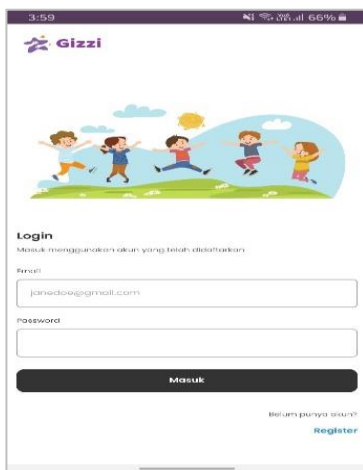 3:59 66%
Gizzi
Login
Masuk menggunakan akun yang telah didaftarkan
Email
janedoe@gmail.com
Password
Masuk
Belum punya akun?
Register